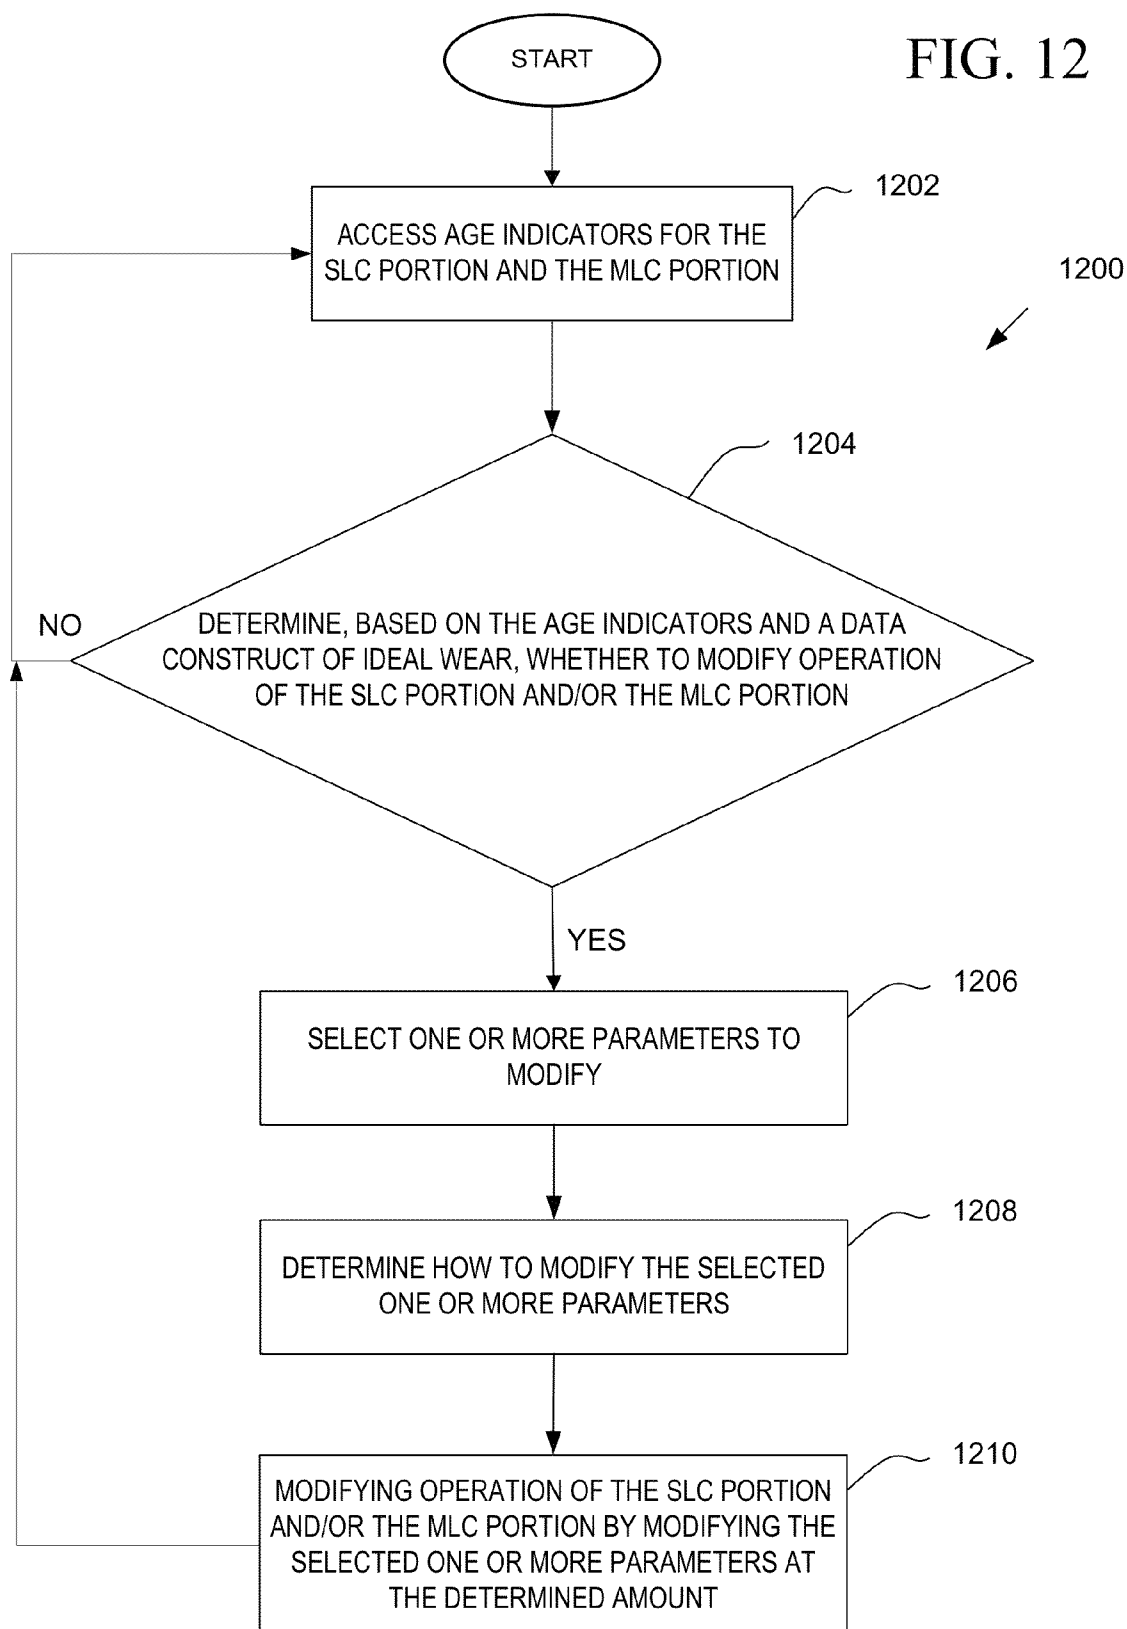 START
FIG. 12
1202
ACCESS AGE INDICATORS FOR THE
SLC PORTION AND THE MLC PORTION
1200
1204
NO
DETERMINE, BASED ON THE AGE INDICATORS AND A DATA
CONSTRUCT OF IDEAL WEAR, WHETHER TO MODIFY OPERATION
OF THE SLC PORTION AND/OR THE MLC PORTION
YES
1206
SELECT ONE OR MORE PARAMETERS TO
MODIFY
1208
DETERMINE HOW TO MODIFY THE SELECTED
ONE OR MORE PARAMETERS
1210
MODIFYING OPERATION OF THE SLC PORTION
AND/OR THE MLC PORTION BY MODIFYING THE
SELECTED ONE OR MORE PARAMETERS AT
THE DETERMINED AMOUNT